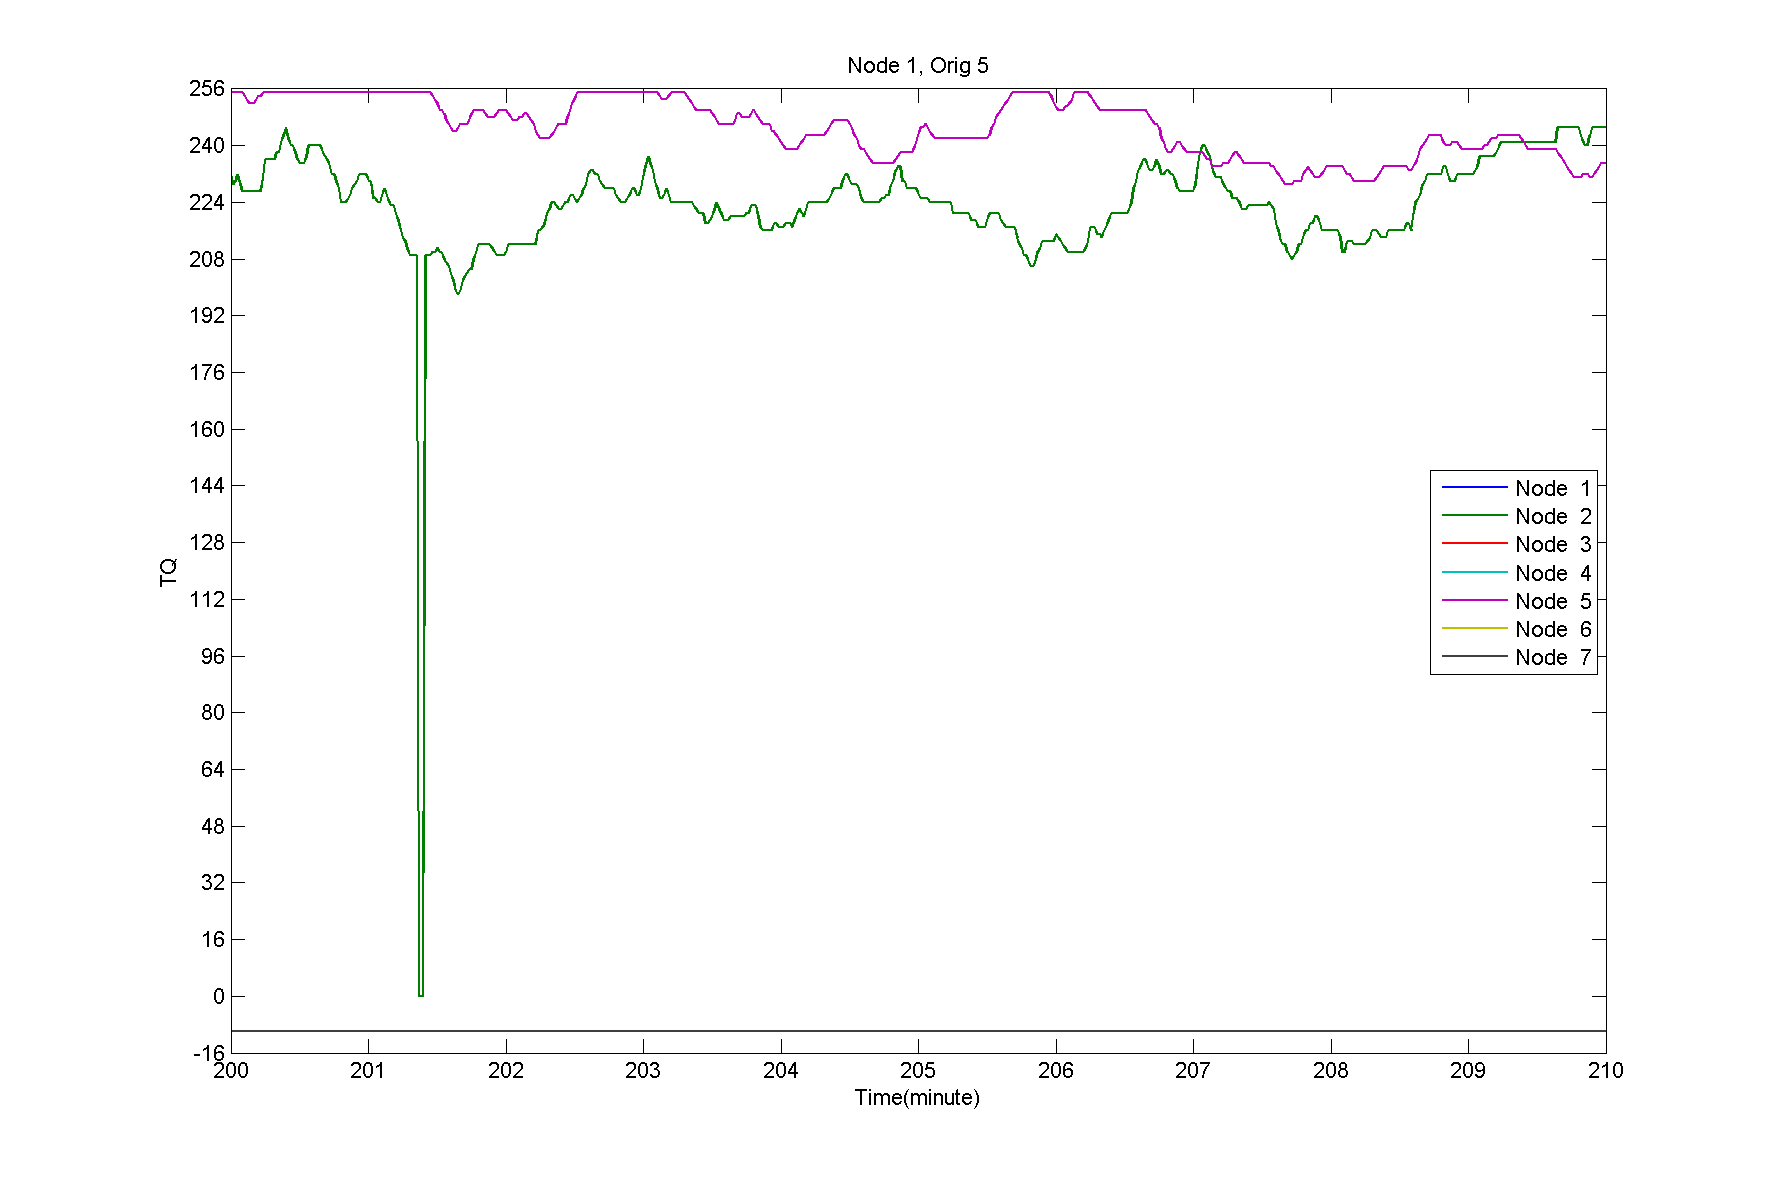 Node 1, Orig 5
256
240
224
208
192
176
160
144
128
112
96
80
64
48
32
16
0
-16
TQ
Node 1
Node 2
Node 3
Node 4
Node 5
Node 6
Node 7
200 201 202 203 204 205 206 207 208 209 210
Time(minute)